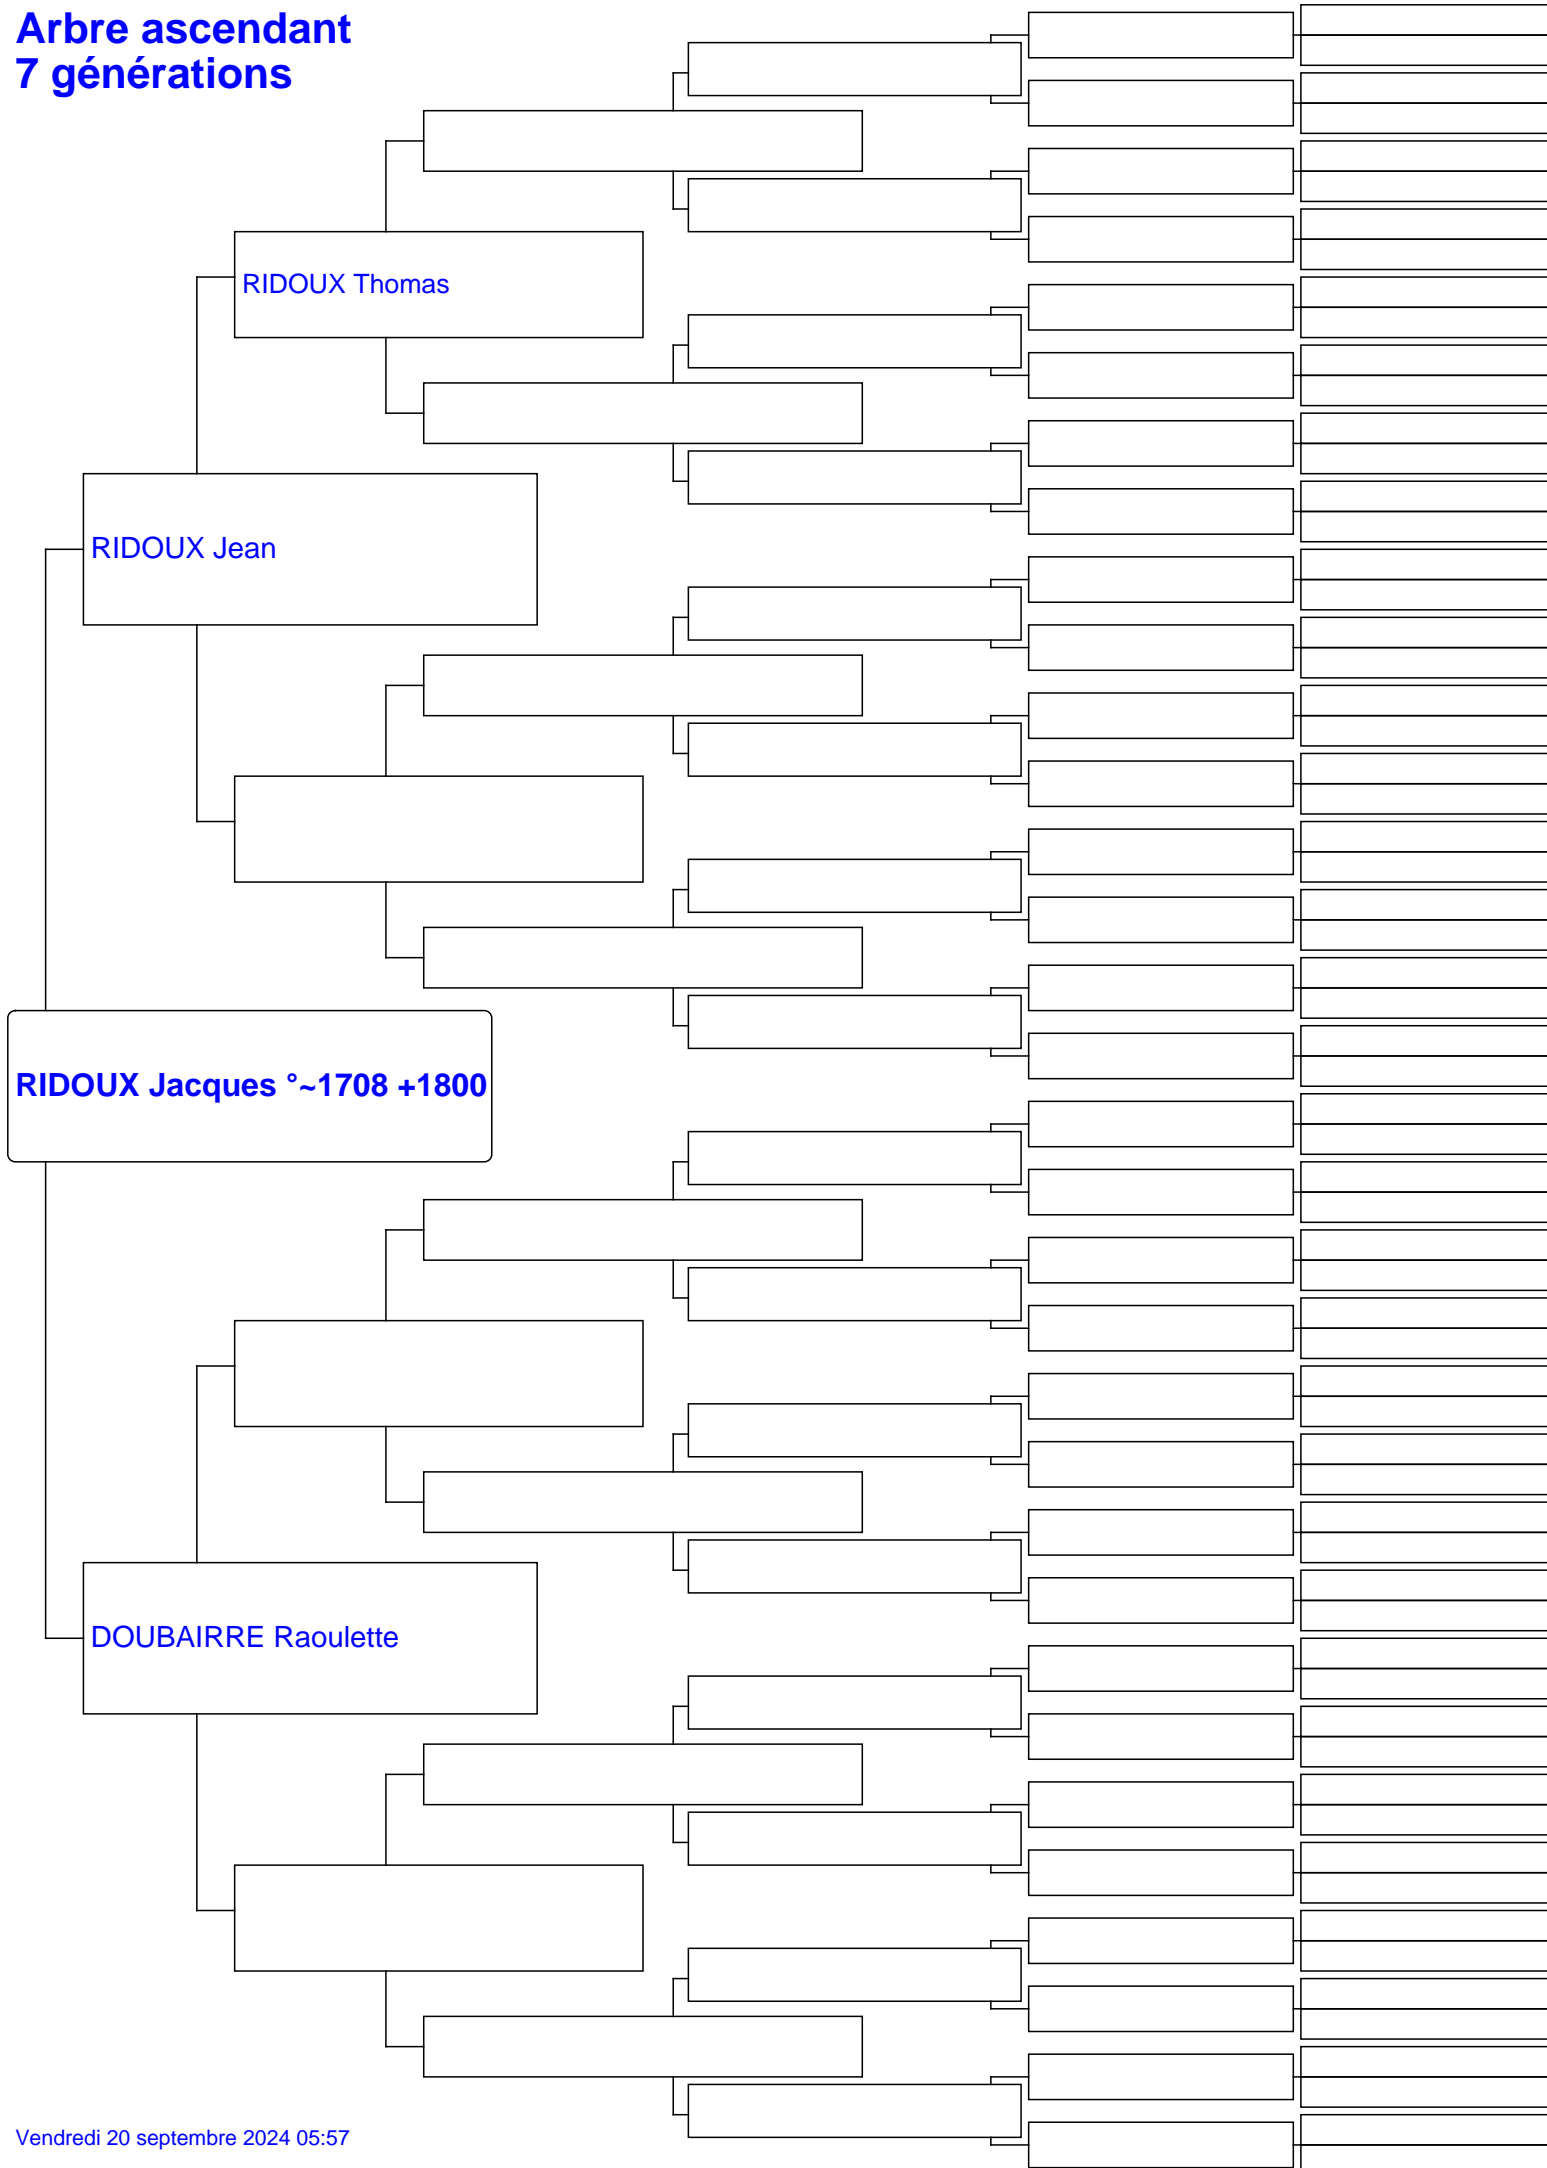 Arbre ascendant
7 générations
RIDOUX Thomas
RIDOUX Jean
RIDOUX Jacques °~1708 +1800
DOUBAIRRE Raoulette
Vendredi 20 septembre 2024 05:57